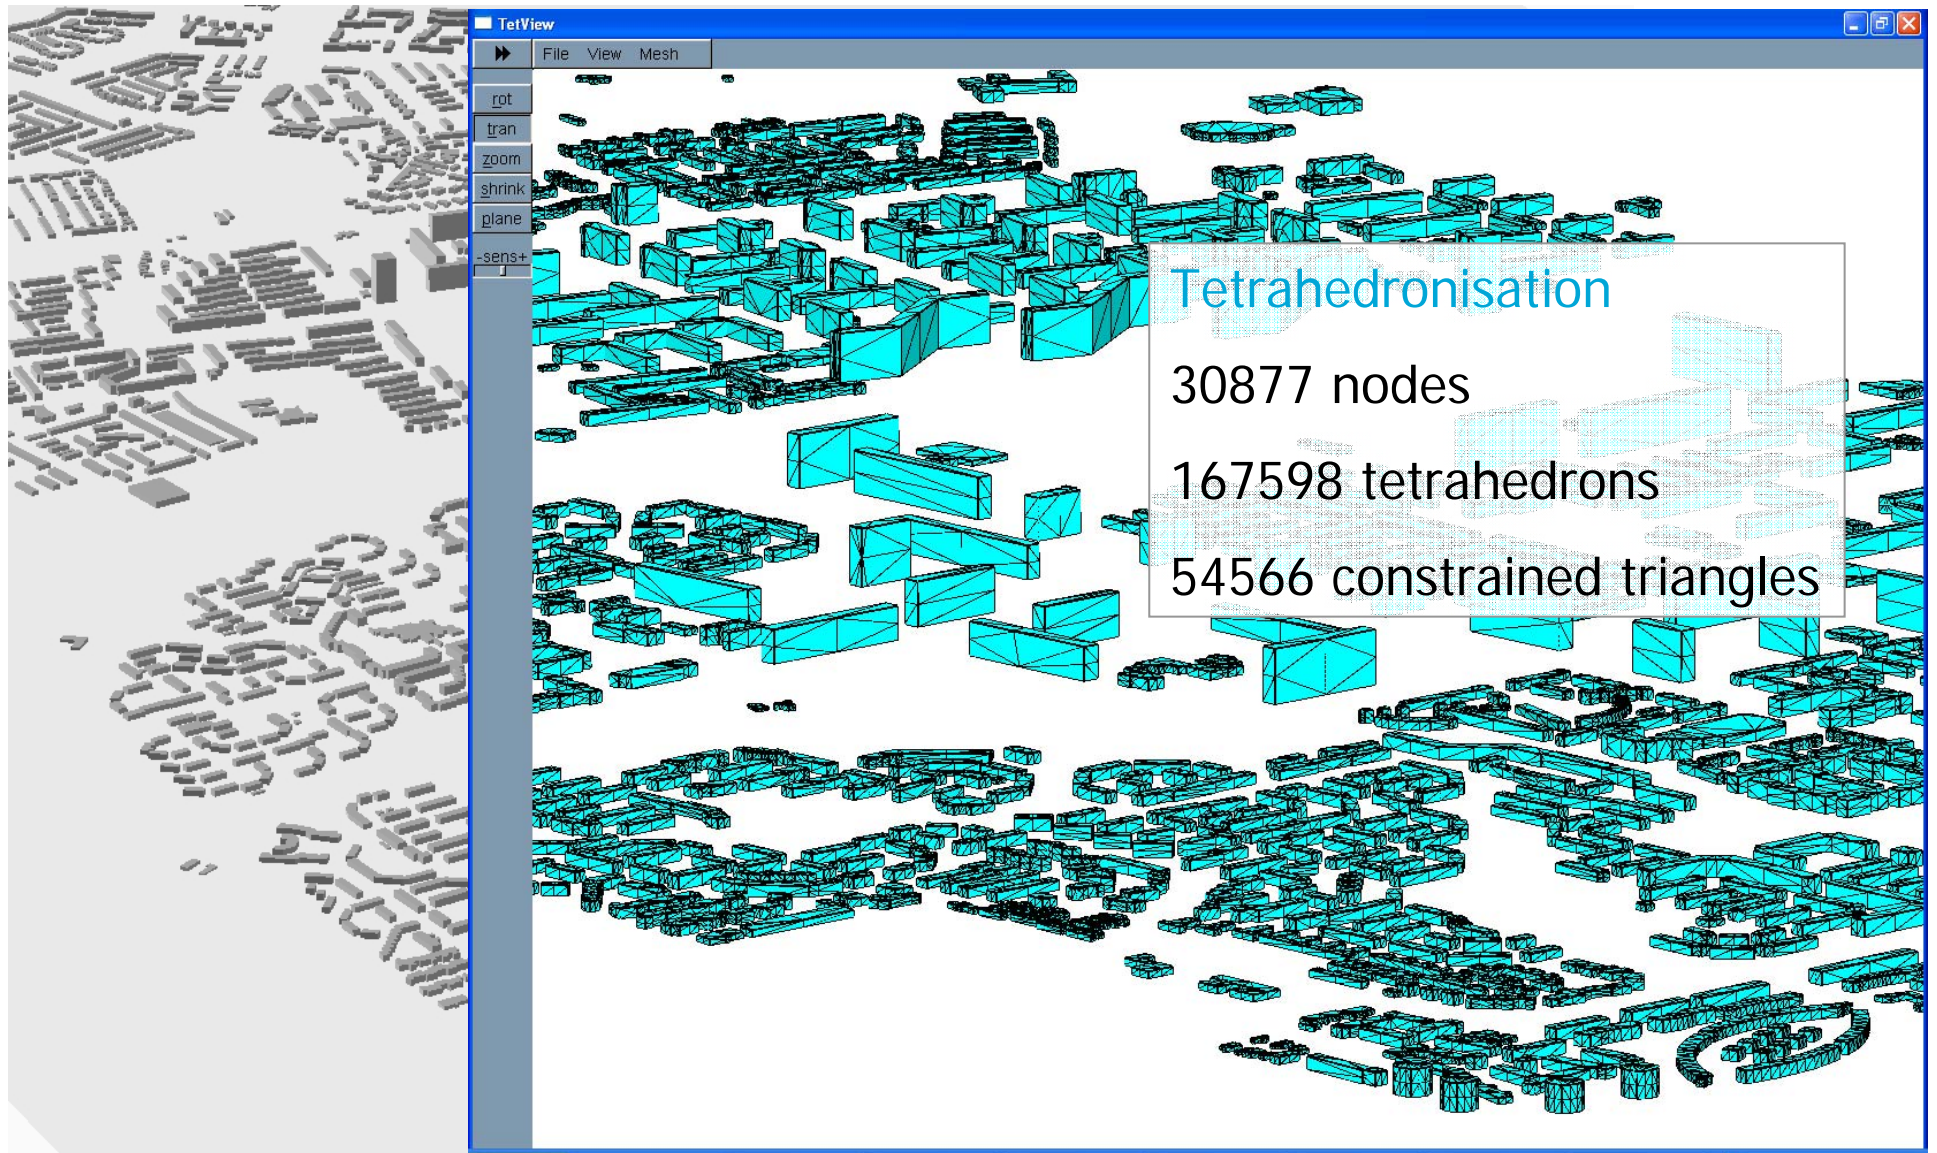 TetView
File View Mesh
rot
tran
zoom
shrink
plane
-sens+
Tetrahedronisation
30877 nodes
167598 tetrahedrons
54566 constrained triangles